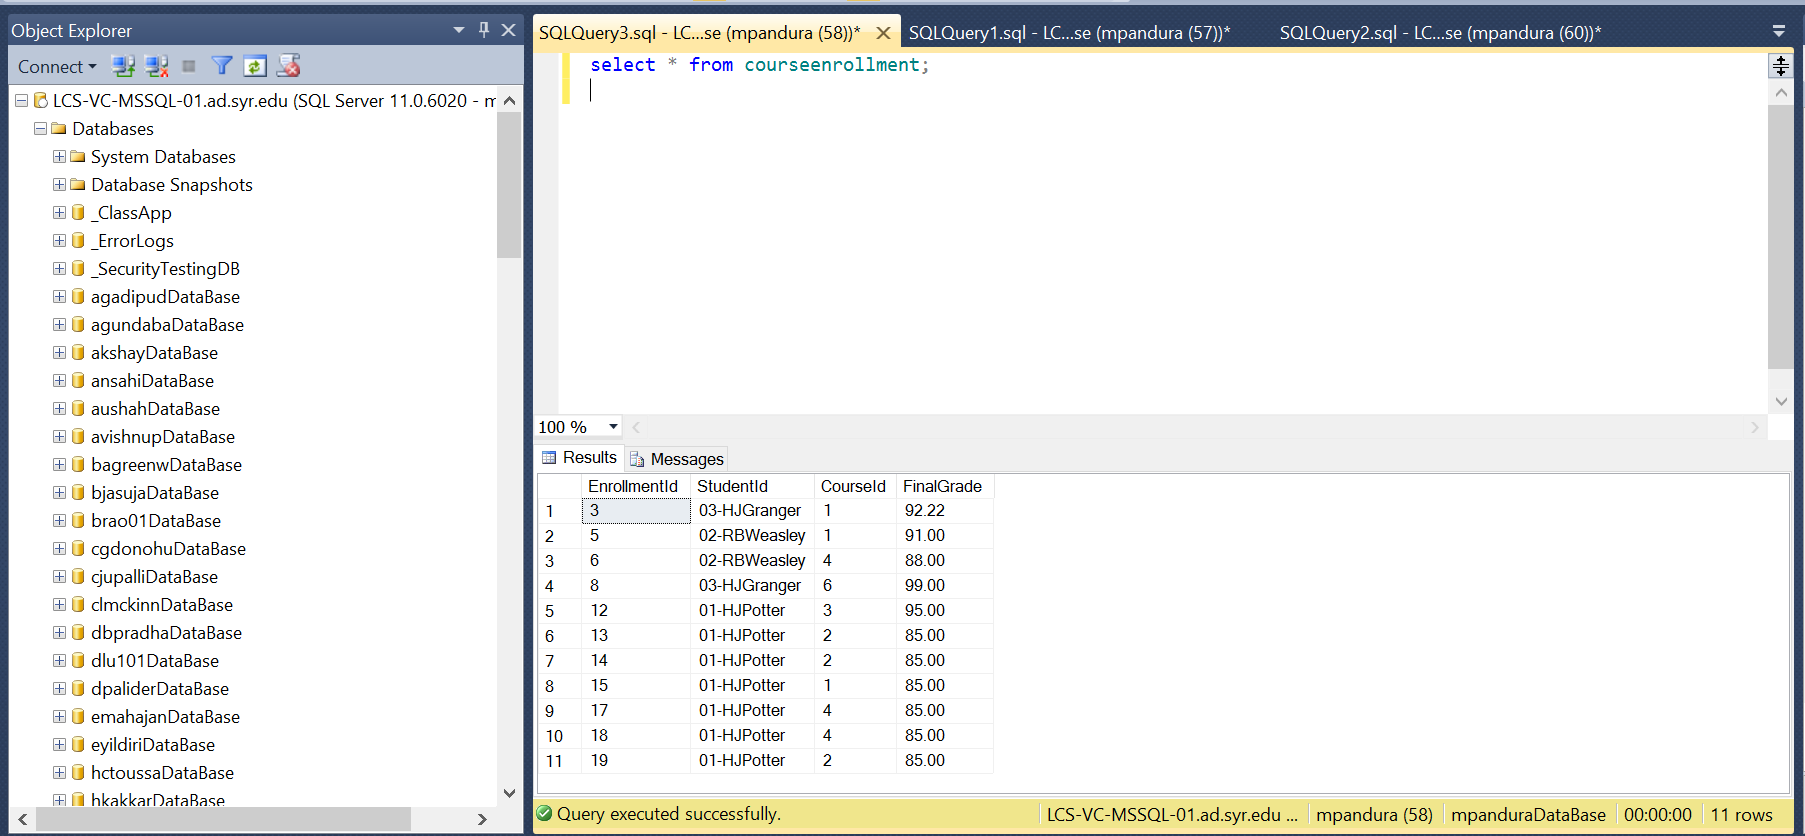 Object Explorer
Connect
LCS-VC-MSSQL-01.ad.syr.edu (SQL Server 11.0.6020 - m
Databases
System Databases
Database Snapshots
_ClassApp
_ErrorLogs
_SecurityTestingDB
agadipudDataBase
agundabaDataBase
akshayDataBase
ansahiDataBase
aushahDataBase
avishnupDataBase
bagreenwDataBase
bjasujaDataBase
brao01DataBase
cgdonohuDataBase
cjupalliDataBase
clmckinnDataBase
dbpradhaDataBase
dlu101DataBase
dpaliderDataBase
emahajanDataBase
eyildiriDataBase
hctoussaDataBase
hkakkarDataBase
SQLQuery3.sql - LC...se (mpandura (58))* SQLQuery1.sql - LC...se (mpandura (57))* SQLQuery2.sql - LC...se (mpandura (60))*
select * from courseenrollment;
100 %
Results Messages
EnrollmentId StudentId CourseId FinalGrade
1 3 03-HJGranger 1 92.22
2 5 02-RBWeasley 1 91.00
3 6 02-RBWeasley 4 88.00
4 8 03-HJGranger 6 99.00
5 12 01-HJPotter 3 95.00
6 13 01-HJPotter 2 85.00
7 14 01-HJPotter 2 85.00
8 15 01-HJPotter 1 85.00
9 17 01-HJPotter 4 85.00
10 18 01-HJPotter 4 85.00
11 19 01-HJPotter 2 85.00
Query executed successfully. LCS-VC-MSSQL-01.ad.syr.edu ... mpandura (58) mpanduraDataBase 00:00:00 11 rows